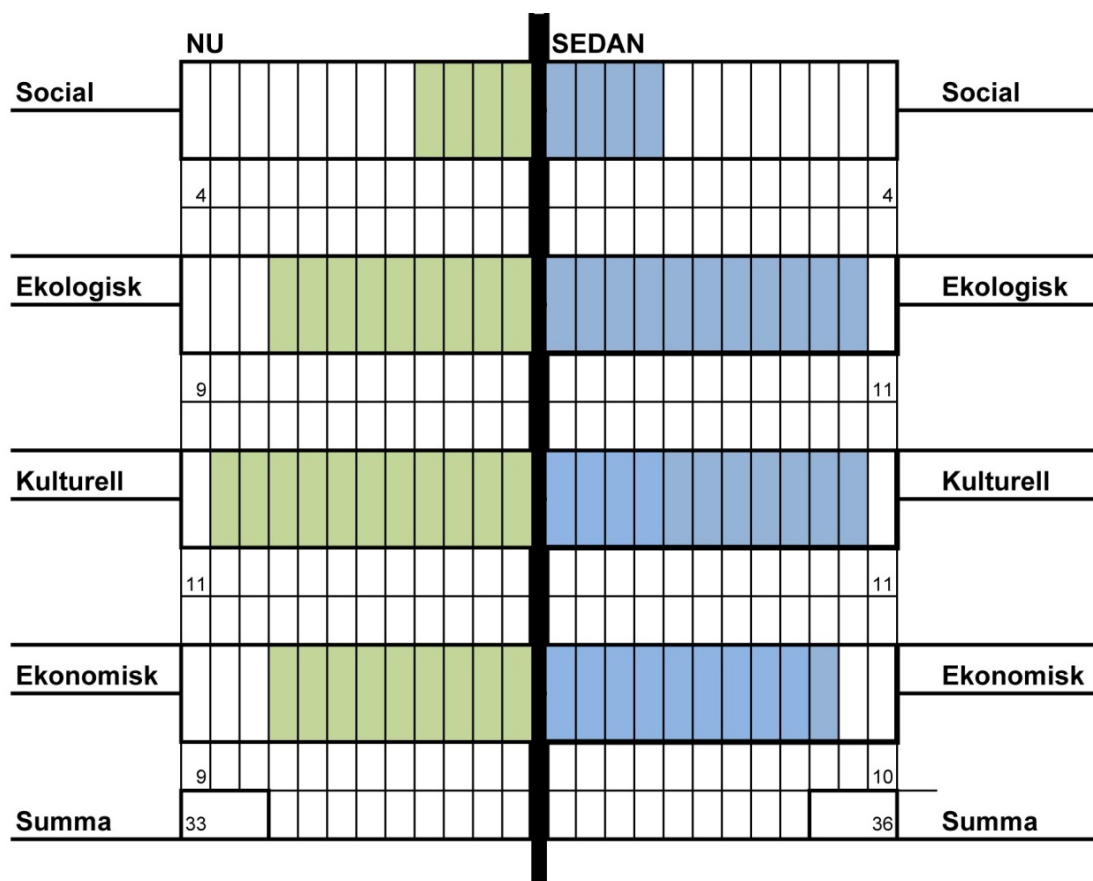 NU SEDAN
Social Social
4 4
Ekologisk Ekologisk
9 11
Kulturell Kulturell
11 11
Ekonomisk Ekonomisk
9 10
Summa 33 36 Summa